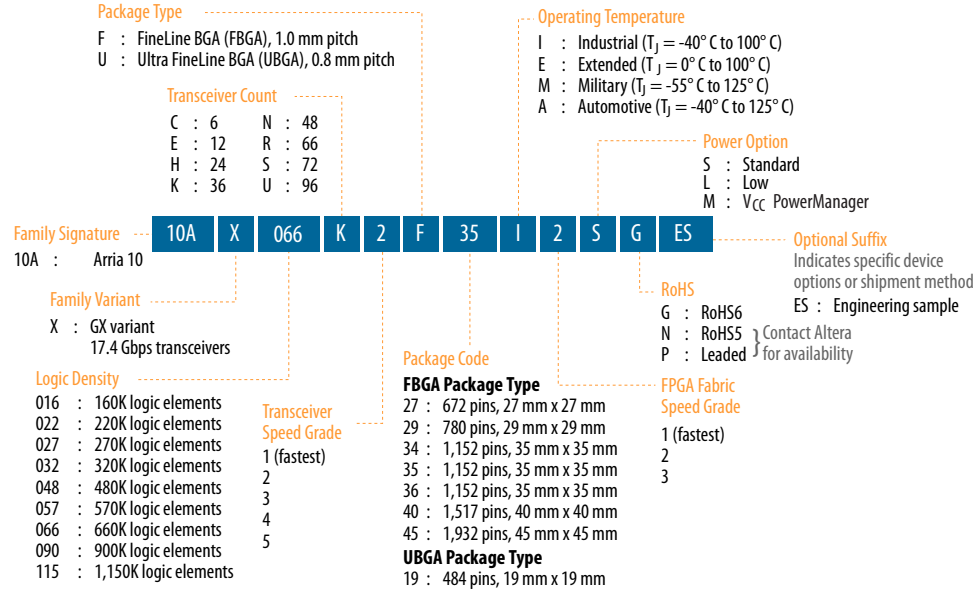 Package Type
F : FineLine BGA (FBGA), 1.0 mm pitch
U : Ultra FineLine BGA (UBGA), 0.8 mm pitch
Operating Temperature
I : Industrial (TJ = -40° C to 100° C)
E : Extended (TJ = 0° C to 100° C)
M : Military (TJ = -55° C to 125° C)
A : Automotive (TJ = -40° C to 125° C)
Transceiver Count
C : 6 N : 48
E : 12 R : 66
H : 24 S : 72
K : 36 U : 96
Power Option
S : Standard
L : Low
M : VCC PowerManager
10A X 066 K 2 F 35 I 2 S G ES
Family Signature
10A : Arria 10
Optional Suffix
Indicates specific device
options or shipment method
ES : Engineering sample
Family Variant
X : GX variant
17.4 Gbps transceivers
RoHS
G : RoHS6
N : RoHS5
P : Leaded
Contact Altera
for availability
Logic Density
016 : 160K logic elements
022 : 220K logic elements
027 : 270K logic elements
032 : 320K logic elements
048 : 480K logic elements
057 : 570K logic elements
066 : 660K logic elements
090 : 900K logic elements
115 : 1,150K logic elements
Transceiver
Speed Grade
1 (fastest)
2
3
4
5
Package Code
FBGA Package Type
27 : 672 pins, 27 mm x 27 mm
29 : 780 pins, 29 mm x 29 mm
34 : 1,152 pins, 35 mm x 35 mm
35 : 1,152 pins, 35 mm x 35 mm
36 : 1,152 pins, 35 mm x 35 mm
40 : 1,517 pins, 40 mm x 40 mm
45 : 1,932 pins, 45 mm x 45 mm
UBGA Package Type
19 : 484 pins, 19 mm x 19 mm
FPGA Fabric
Speed Grade
1 (fastest)
2
3